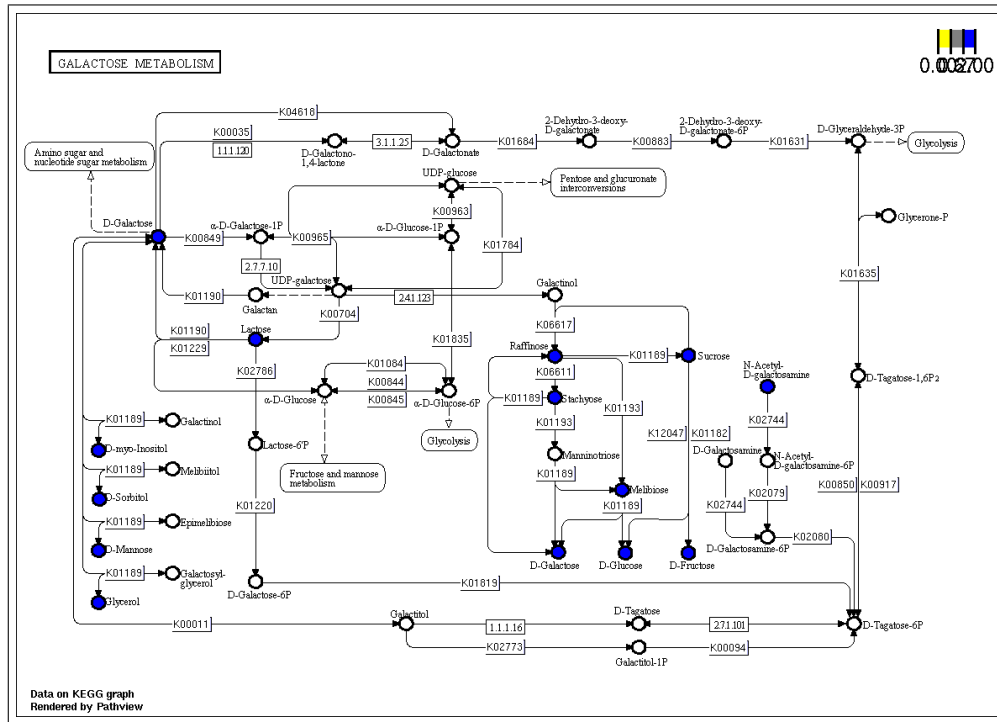 GALACTOSE METABOLISM
K04618
K00035
1.1.1.120
3.1.1.25
D-Galactono-
1,4-lactone
D-Galactonate
K01684
2-Dehydro-3-deoxy-
D-galactonate
K00883
2-Dehydro-3-deoxy-
D-galactonate-6P
K01631
D-Glyceraldehyde-3P
Glycolysis
Amino sugar and
nucleotide sugar metabolism
UDP-glucose
Pentose and glucuronate
interconversions
D-Galactose
K00849
α-D-Galactose-1P
K00965
α-D-Glucose-1P
K00963
K01784
Glycerone-P
2.7.7.10
UDP-galactose
K01190
Galactan
2.4.1.123
Galactinol
K01635
K00704
K01190
K01229
Lactose
K01835
K06617
K02786
Raffinose
K01189
Sucrose
K01084
K00844
K00845
α-D-Glucose
α-D-Glucose-6P
K06611
K01189
Stachyose
K01193
K01193
N-Acetyl-
D-galactosamine
D-Tagatose-1,6P2
K02744
K01189
Galactinol
D-myo-Inositol
Lactose-6'P
Glycolysis
Fructose and mannose
metabolism
Manninotriose
K12047
K01182
D-Galactosamine
N-Acetyl-
D-galactosamine-6P
K01189
Melibiitol
D-Sorbitol
K01189
Melibiose
K01189
K02744
K02079
K00850
K00917
K01220
K01189
Epimelibiose
D-Mannose
D-Galactosamine-6P
K02080
D-Galactose
D-Glucose
D-Fructose
K01189
Galactosyl-
glycerol
Glycerol
D-Galactose-6P
K01819
K00011
Galactitol
1.1.1.16
D-Tagatose
2.7.1.101
D-Tagatose-6P
K02773
Galactitol-1P
K00094
Data on KEGG graph
Rendered by Pathview